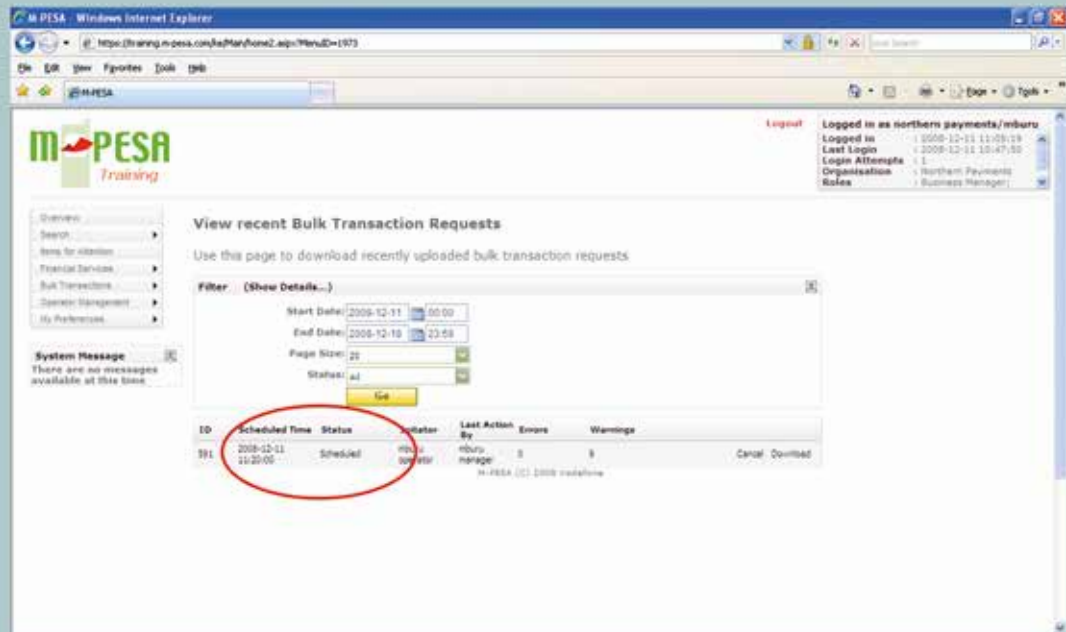 M-PESA - Windows Internet Explorer
https://training.m-pesa.com/ke/Main/home2.aspx?MenuID=1973
File Edit View Favorites Tools Help
M-PESA
Page Tools
M-PESA
Training
Logout
Logged in as northern payments/mburu
Logged in : 2008-12-11 11:05:19
Last Login : 2008-12-11 10:47:50
Login Attempts : 1
Organisation : Northern Payments
Roles : Business Manager;
Overview
Search
Items for Attention
Financial Services
Bulk Transactions
Operator Management
My Preferences
System Message
There are no messages
available at this time
View recent Bulk Transaction Requests
Use this page to download recently uploaded bulk transaction requests
Filter (Show Details...)
Start Date: 2008-12-11 00:00
End Date: 2008-12-18 23:59
Page Size: 20
Status: all
Go
ID Scheduled Time Status Initiator Last Action By Errors Warnings
391 2008-12-11 11:20:00 Scheduled mburu operator mburu manager Cancel Download
M-PESA (C) 2008 Vodafone